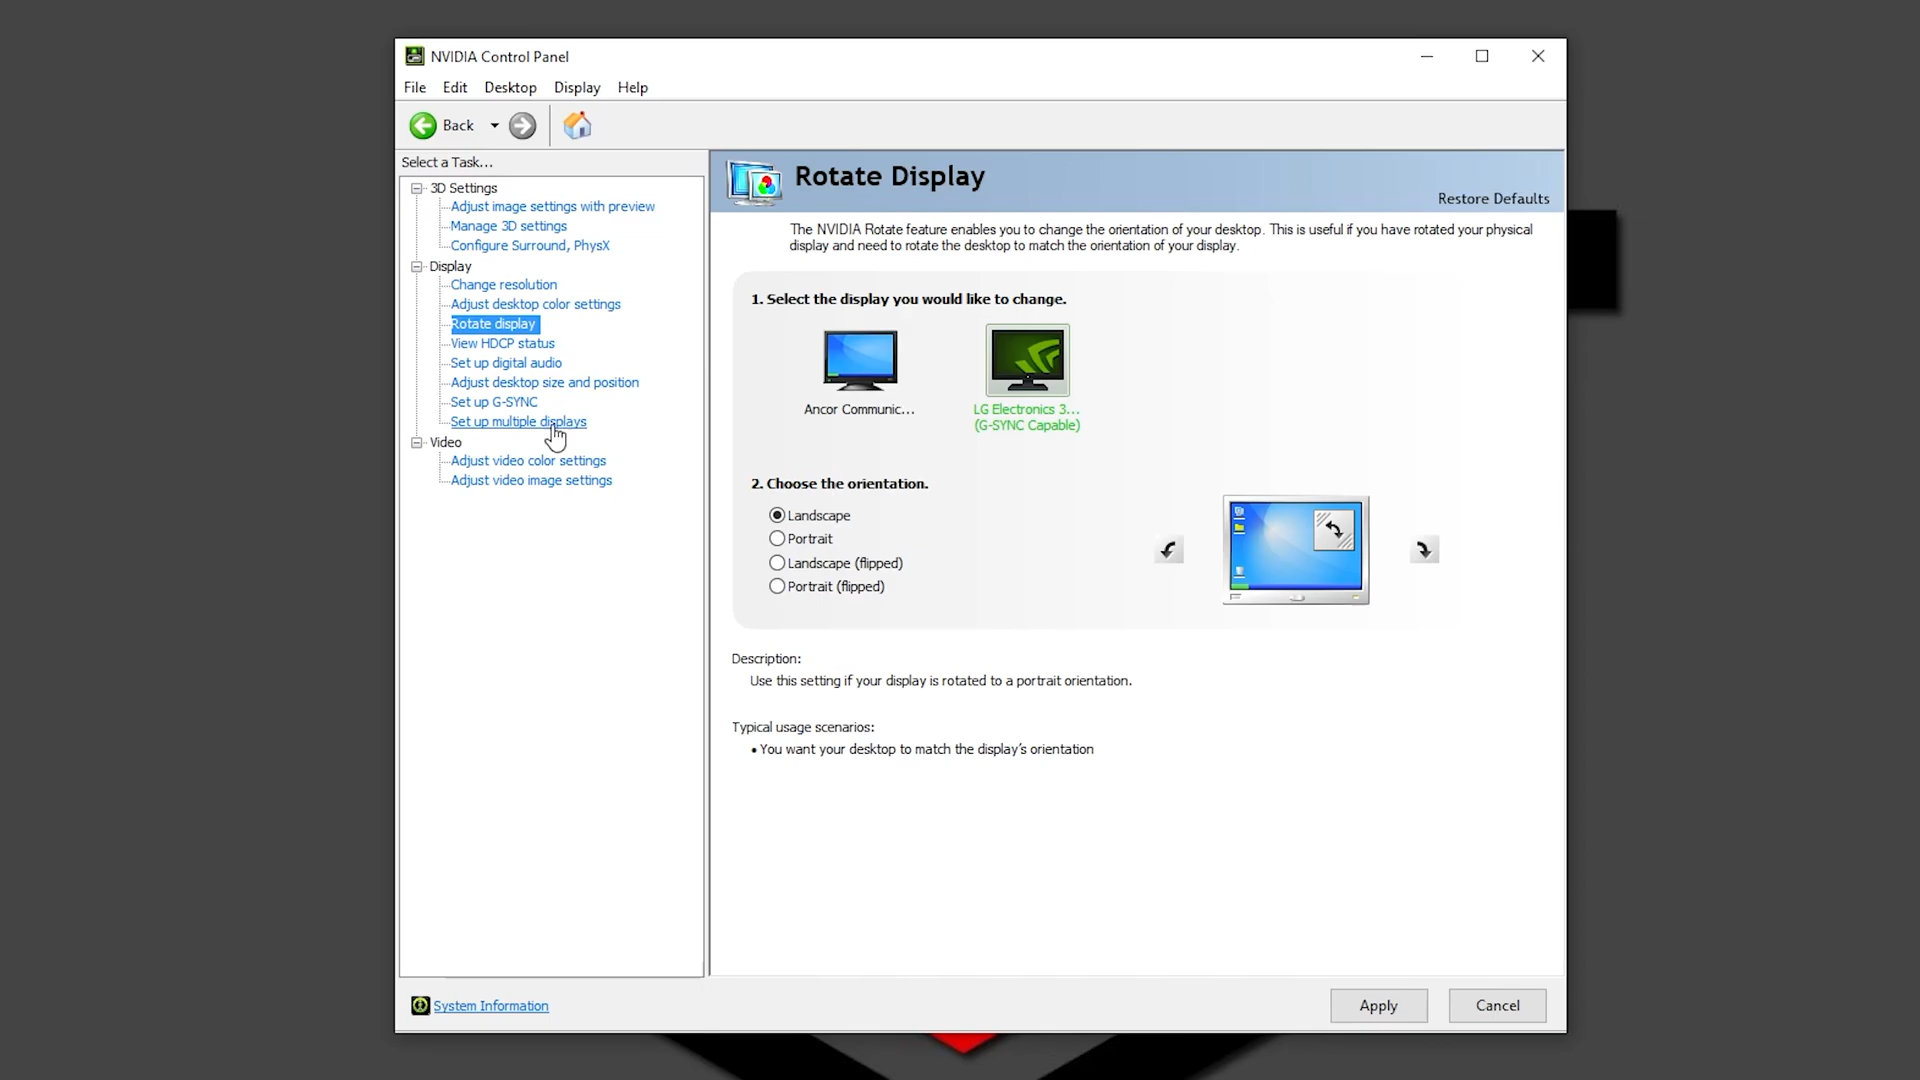 NVIDIA Control Panel
File Edit Desktop Display Help
Back
Select a Task...
3D Settings
Adjust image settings with preview
Manage 3D settings
Configure Surround, PhysX
Display
Change resolution
Adjust desktop color settings
Rotate display
View HDCP status
Set up digital audio
Adjust desktop size and position
Set up G-SYNC
Set up multiple displays
Video
Adjust video color settings
Adjust video image settings
Rotate Display
Restore Defaults
The NVIDIA Rotate feature enables you to change the orientation of your desktop. This is useful if you have rotated your physical
display and need to rotate the desktop to match the orientation of your display.
1. Select the display you would like to change.
Ancor Communic...
LG Electronics 3...
(G-SYNC Capable)
2. Choose the orientation.
Landscape
Portrait
Landscape (flipped)
Portrait (flipped)
Description:
Use this setting if your display is rotated to a portrait orientation.
Typical usage scenarios:
• You want your desktop to match the display's orientation
System Information
Apply
Cancel